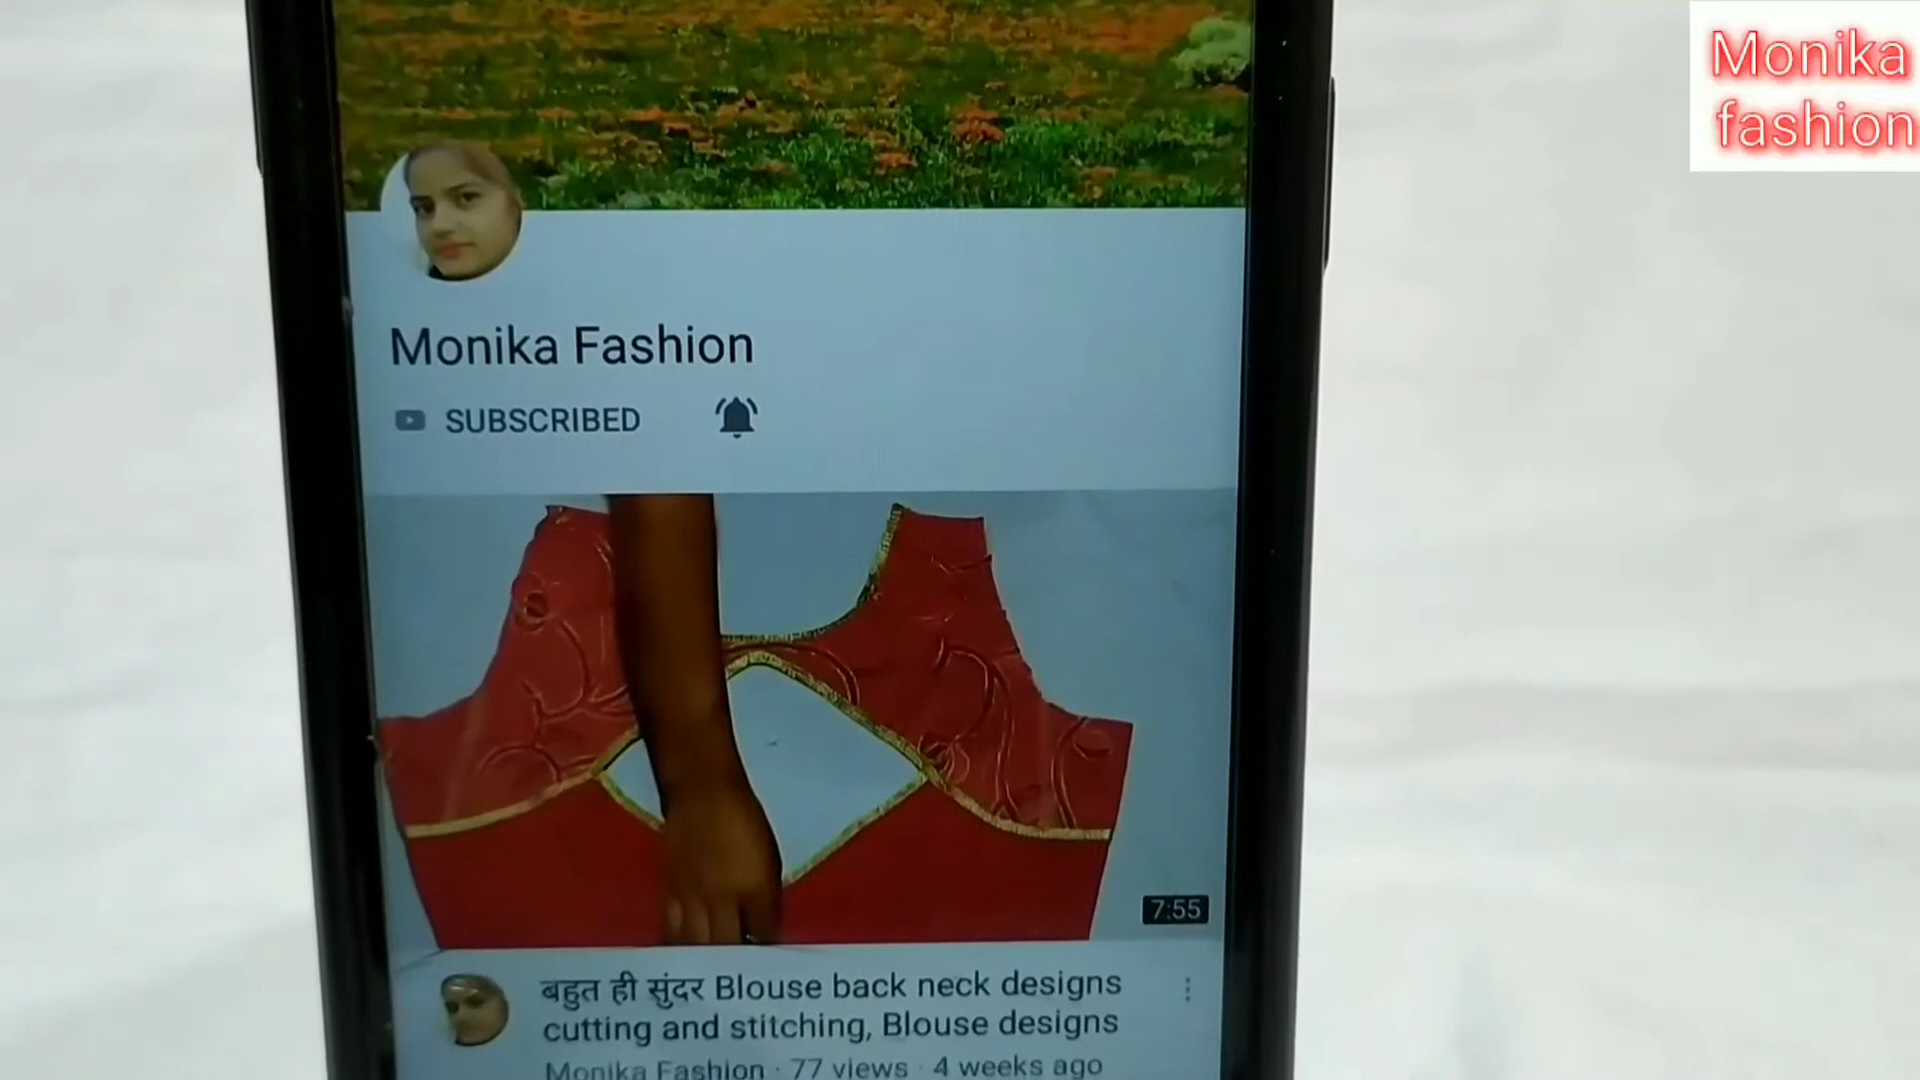 Monika
fashion
Monika Fashion
SUBSCRIBED
7:55
बहुत ही सुंदर Blouse back neck designs
cutting and stitching, Blouse designs
Monika Fashion · 77 views · 4 weeks ago